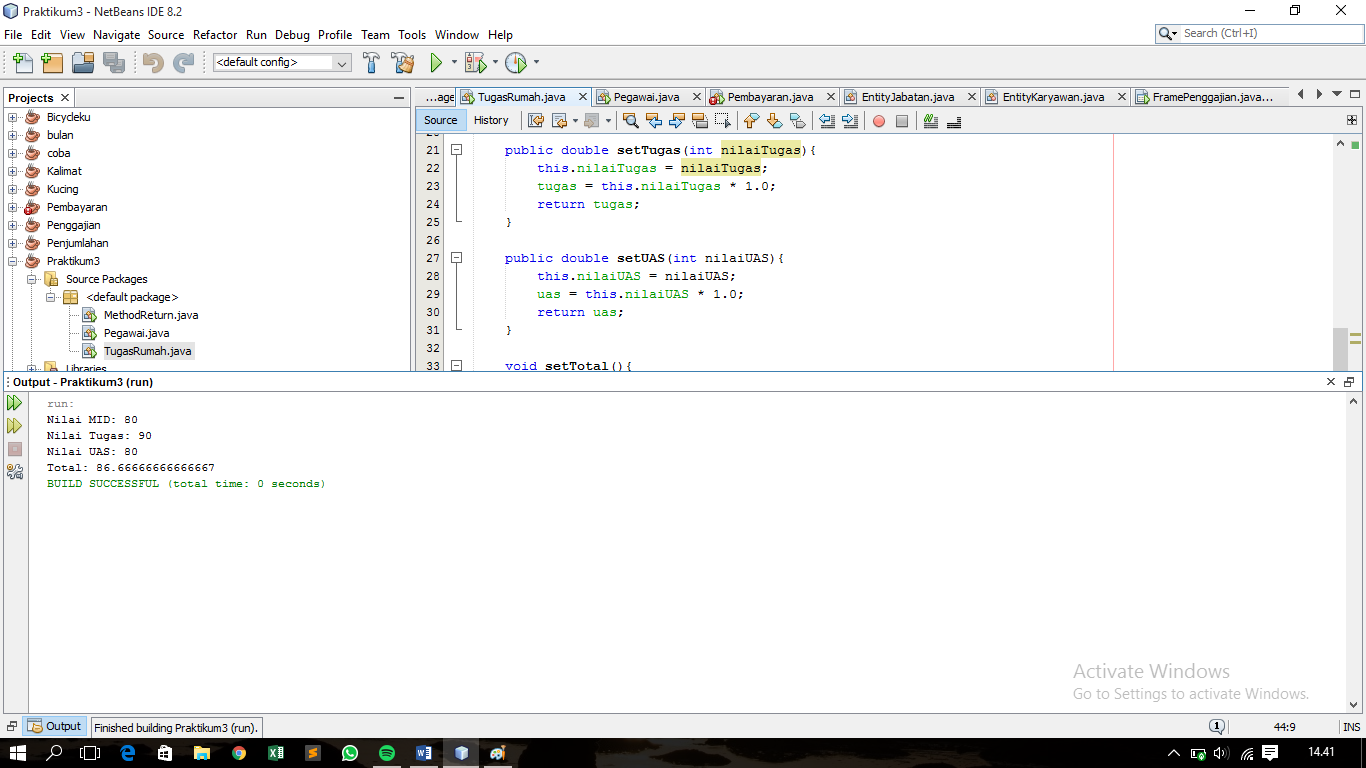 Praktikum3 - NetBeans IDE 8.2
File Edit View Navigate Source Refactor Run Debug Profile Team Tools Window Help
Search (Ctrl+I)
<default config>
Projects
...age TugasRumah.java Pegawai.java Pembayaran.java EntityJabatan.java EntityKaryawan.java FramePenggajian.java...
Source History
Bicycleku
bulan
coba
Kalimat
Kucing
Pembayaran
Penggajian
Penjumlahan
Praktikum3
Source Packages
<default package>
MethodReturn.java
Pegawai.java
TugasRumah.java
Libraries
20
21 public double setTugas(int nilaiTugas){
22 this.nilaiTugas = nilaiTugas;
23 tugas = this.nilaiTugas * 1.0;
24 return tugas;
25 }
26
27 public double setUAS(int nilaiUAS){
28 this.nilaiUAS = nilaiUAS;
29 uas = this.nilaiUAS * 1.0;
30 return uas;
31 }
32
33 void setTotal(){
Output - Praktikum3 (run)
run:
Nilai MID: 80
Nilai Tugas: 90
Nilai UAS: 80
Total: 86.66666666666667
BUILD SUCCESSFUL (total time: 0 seconds)
Activate Windows
Go to Settings to activate Windows.
Output
Finished building Praktikum3 (run).
1
44:9
INS
14.41